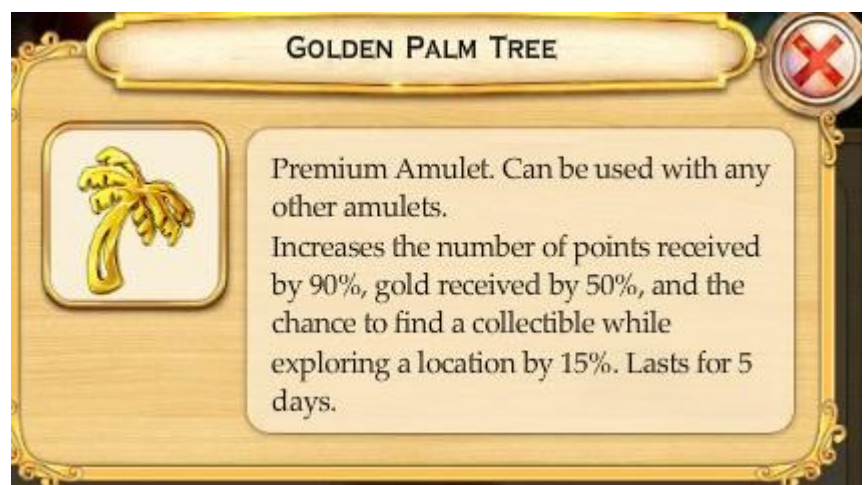 GOLDEN PALM TREE
Premium Amulet. Can be used with any
other amulets.
Increases the number of points received
by 90%, gold received by 50%, and the
chance to find a collectible while
exploring a location by 15%. Lasts for 5
days.